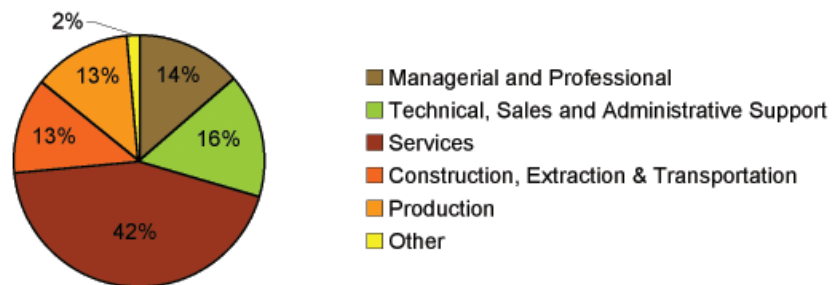 2%
13%
14%
13%
16%
42%
Managerial and Professional
Technical, Sales and Administrative Support
Services
Construction, Extraction & Transportation
Production
Other